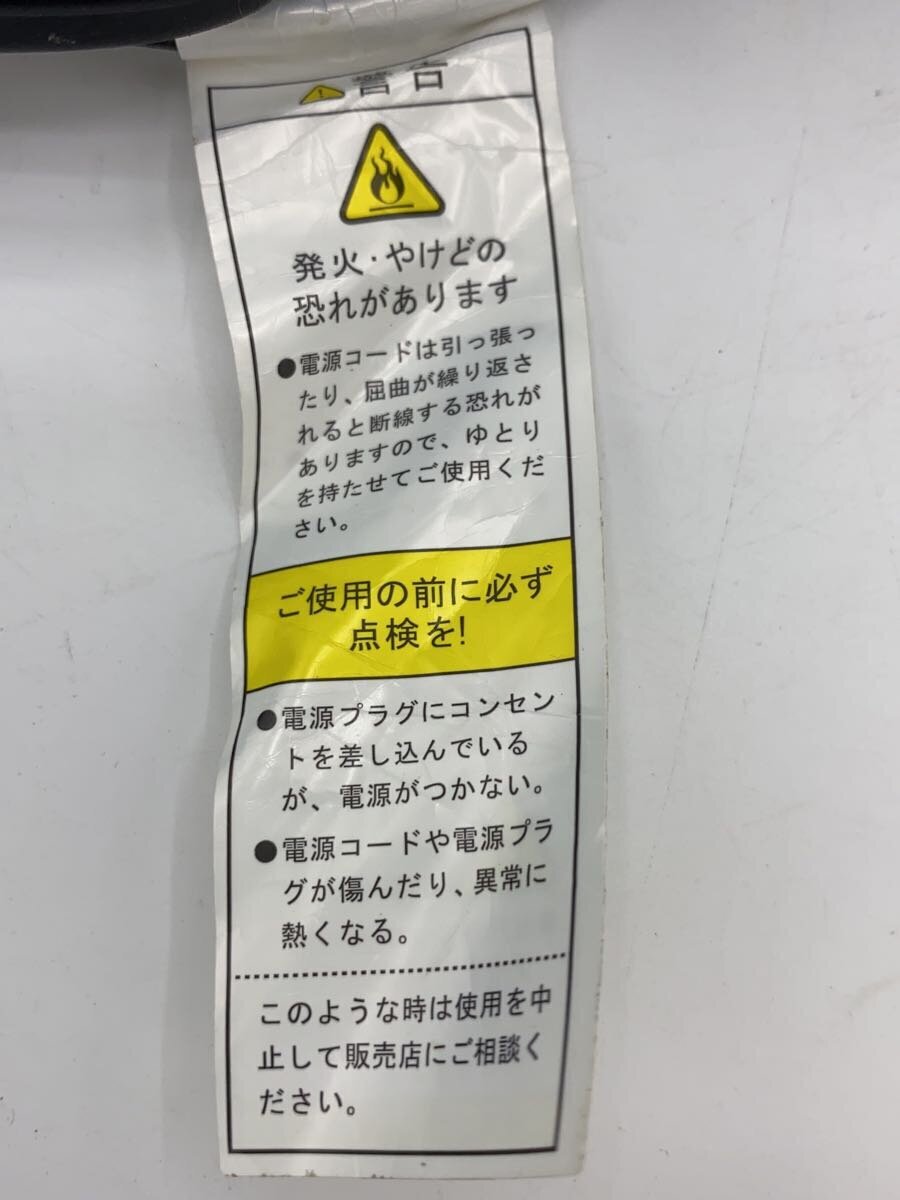 警告
発火・やけどの
恐れがあります
●電源コードは引っ張っ
たり、屈曲が繰り返さ
れると断線する恐れが
ありますので、ゆとり
を持たせてご使用くだ
さい。
ご使用の前に必ず
点検を!
●電源プラグにコンセン
トを差し込んでいる
が、電源がつかない。
●電源コードや電源プラ
グが傷んだり、異常に
熱くなる。
このような時は使用を中
止して販売店にご相談く
ださい。